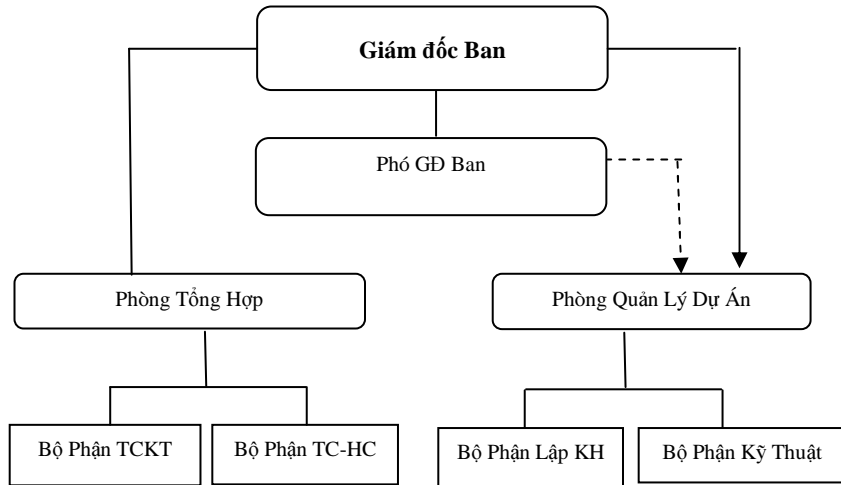 Giám đốc Ban
Phó GĐ Ban
Phòng Tổng Hợp
Phòng Quản Lý Dự Án
Bộ Phận TCKT
Bộ Phận TC-HC
Bộ Phận Lập KH
Bộ Phận Kỹ Thuật